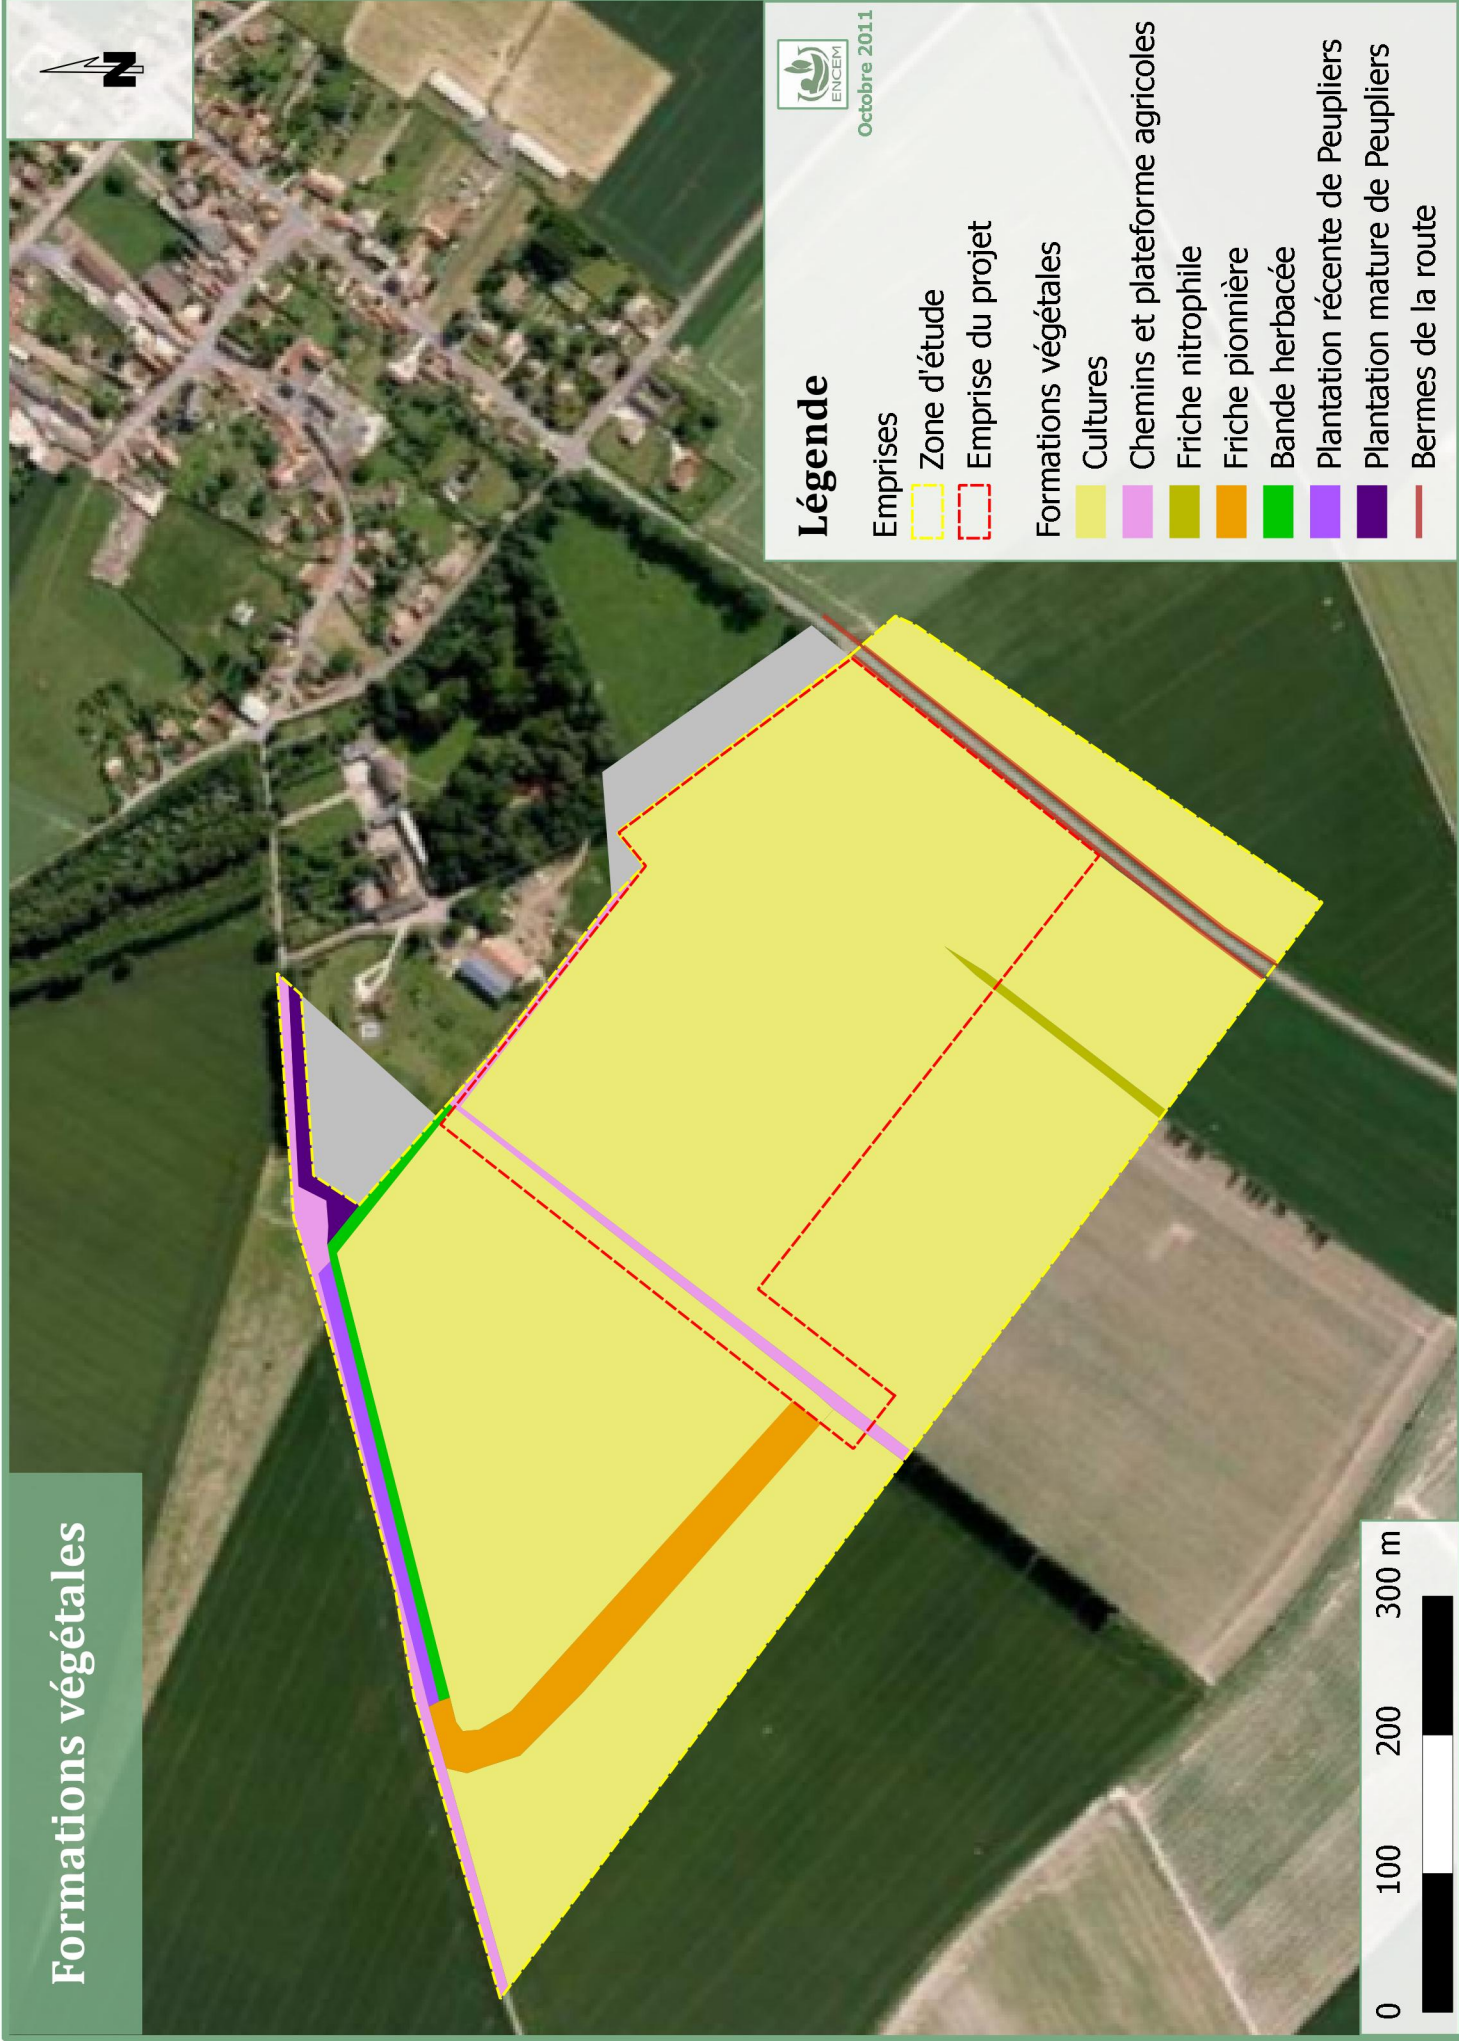 Formations végétales
N
ENCEM
Octobre 2011
Légende
Emprises
Zone d'étude
Emprise du projet
Formations végétales
Cultures
Chemins et plateforme agricoles
Friche nitrophile
Friche pionnière
Bande herbacée
Plantation récente de Peupliers
Plantation mature de Peupliers
Bermes de la route
0 100 200 300 m